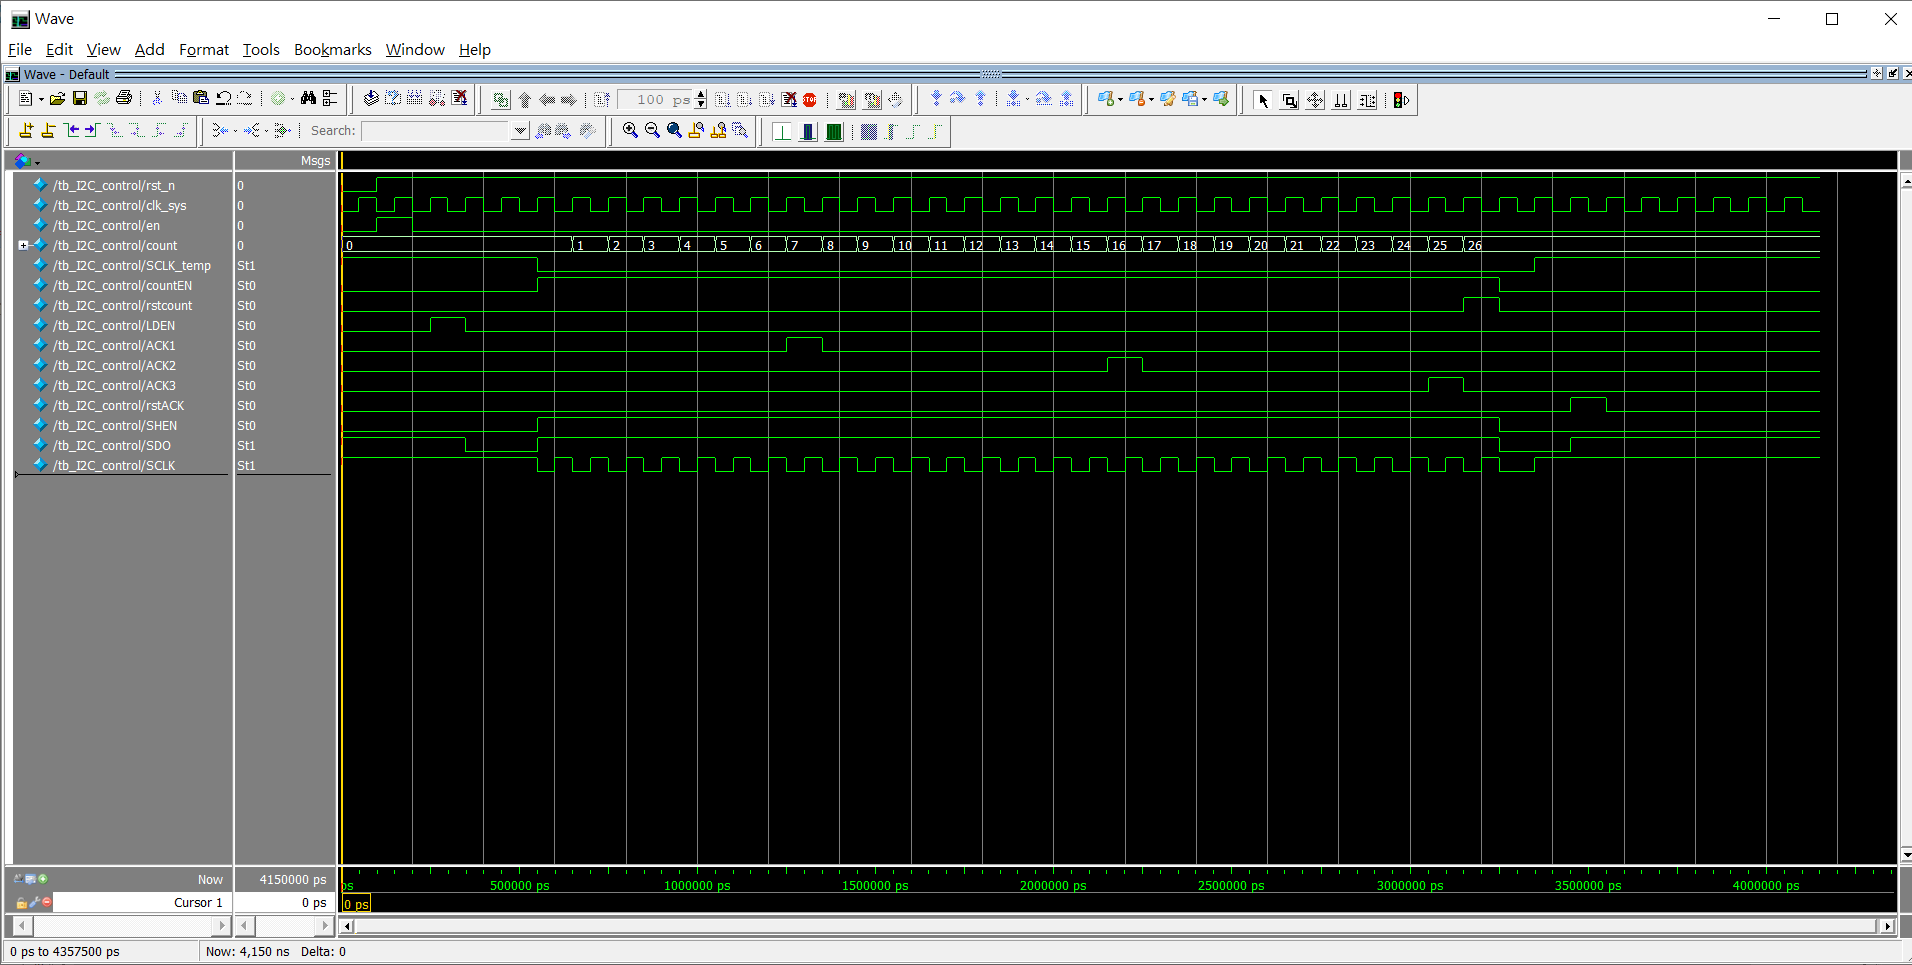 Wave
File Edit View Add Format Tools Bookmarks Window Help
Wave - Default
100 ps
STOP
Search:
Msgs
/tb_I2C_control/rst_n 0
/tb_I2C_control/clk_sys 0
/tb_I2C_control/en 0
/tb_I2C_control/count 0 0 1 2 3 4 5 6 7 8 9 10 11 12 13 14 15 16 17 18 19 20 21 22 23 24 25 26
/tb_I2C_control/SCLK_temp St1
/tb_I2C_control/countEN St0
/tb_I2C_control/rstcount St0
/tb_I2C_control/LDEN St0
/tb_I2C_control/ACK1 St0
/tb_I2C_control/ACK2 St0
/tb_I2C_control/ACK3 St0
/tb_I2C_control/rstACK St0
/tb_I2C_control/SHEN St0
/tb_I2C_control/SDO St1
/tb_I2C_control/SCLK St1
Now 4150000 ps ps 500000 ps 1000000 ps 1500000 ps 2000000 ps 2500000 ps 3000000 ps 3500000 ps 4000000 ps
Cursor 1 0 ps 0 ps
0 ps to 4357500 ps Now: 4,150 ns Delta: 0